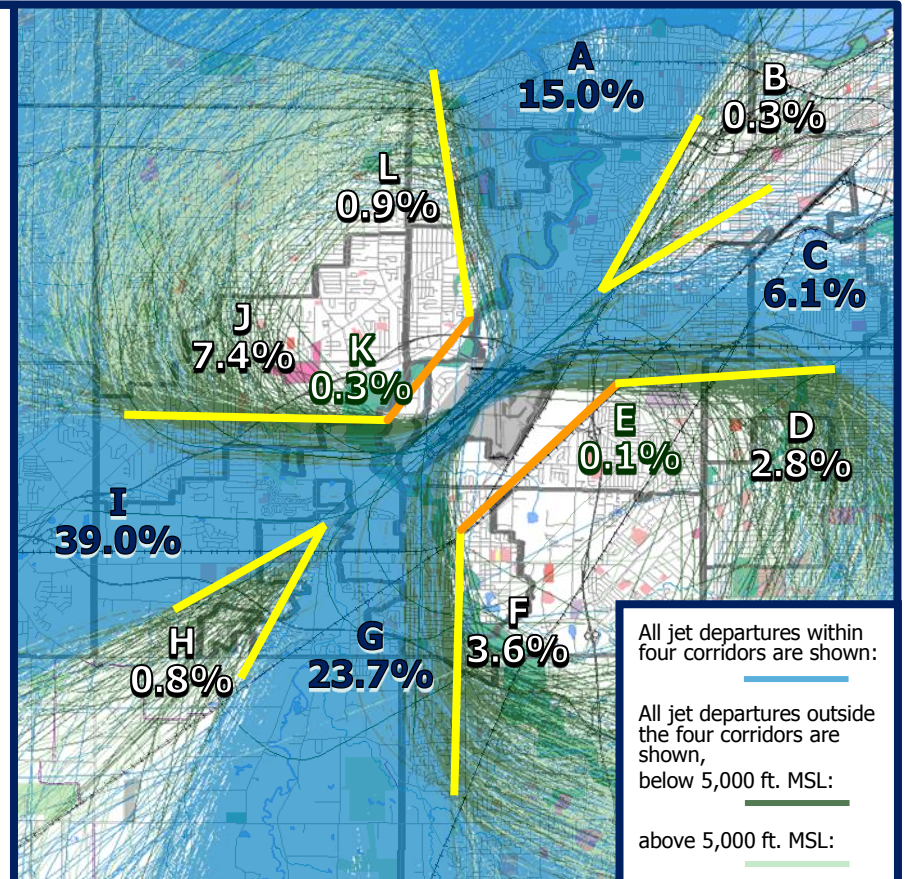 A
15.0%
B
0.3%
L
0.9%
C
6.1%
J
7.4%
K
0.3%
E
0.1%
D
2.8%
I
39.0%
H
0.8%
G
23.7%
F
3.6%
All jet departures within
four corridors are shown:
All jet departures outside
the four corridors are
shown,
below 5,000 ft. MSL:
above 5,000 ft. MSL: